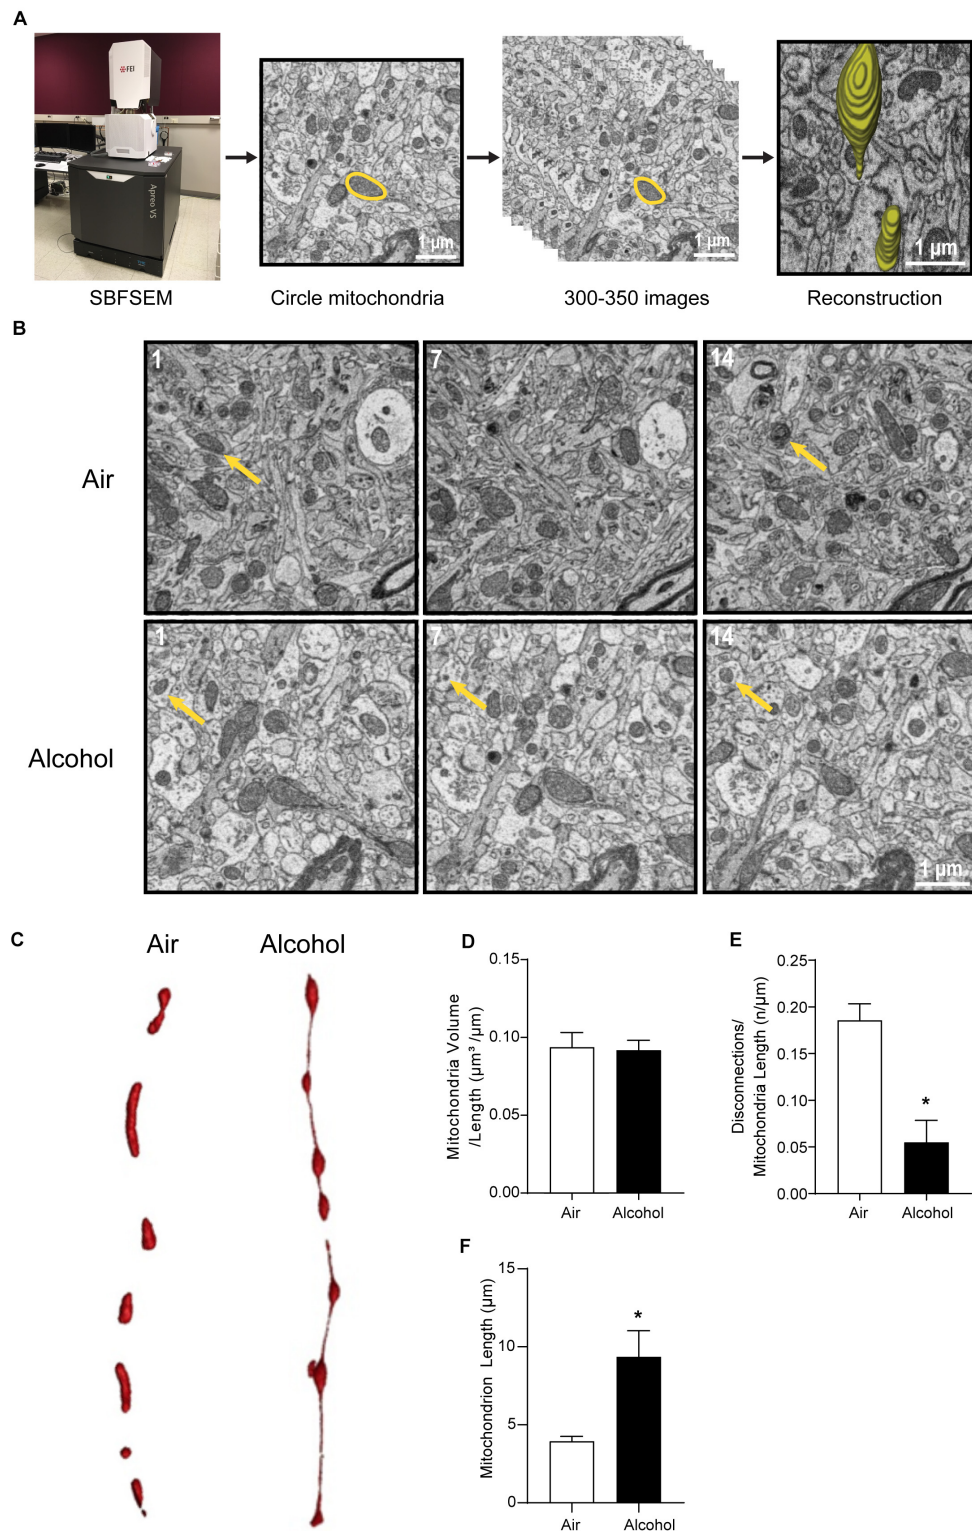 A
FEI
Apreo VS
1 µm
1 µm
1 µm
SBFSEM
Circle mitochondria
300-350 images
Reconstruction
B
1
7
14
Air
1
7
14
Alcohol
1 µm
C
Air
Alcohol
D
Mitochondria Volume
/Length (µm³ /µm)
0.15
0.10
0.05
0.00
Air
Alcohol
E
Disconnections/
Mitochondria Length (n/µm)
0.25
0.20
0.15
0.10
0.05
0.00
*
Air
Alcohol
F
Mitochondrion Length (µm)
15
10
5
0
*
Air
Alcohol